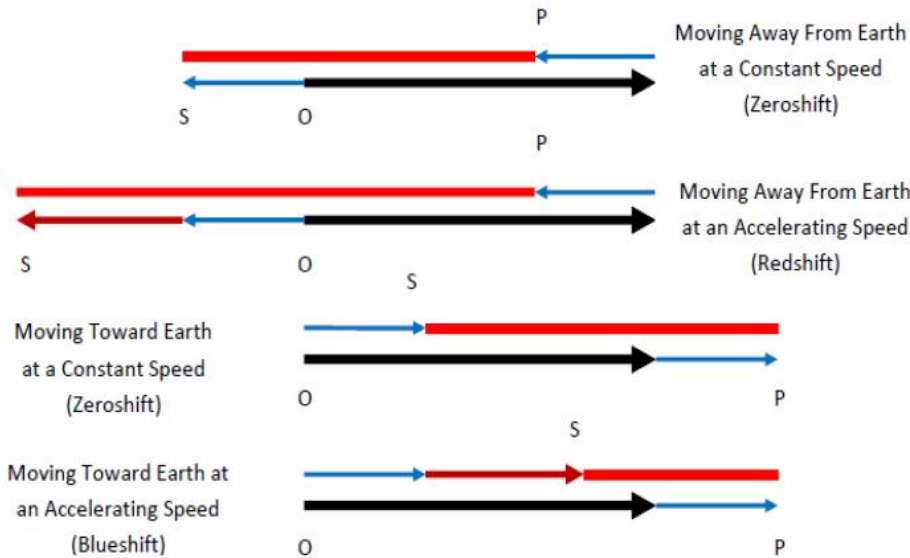 P
Moving Away From Earth
at a Constant Speed
(Zeroshift)
S O
P
Moving Away From Earth
at an Accelerating Speed
(Redshift)
S O
S
Moving Toward Earth
at a Constant Speed
(Zeroshift)
O P
S
Moving Toward Earth at
an Accelerating Speed
(Blueshift)
O P